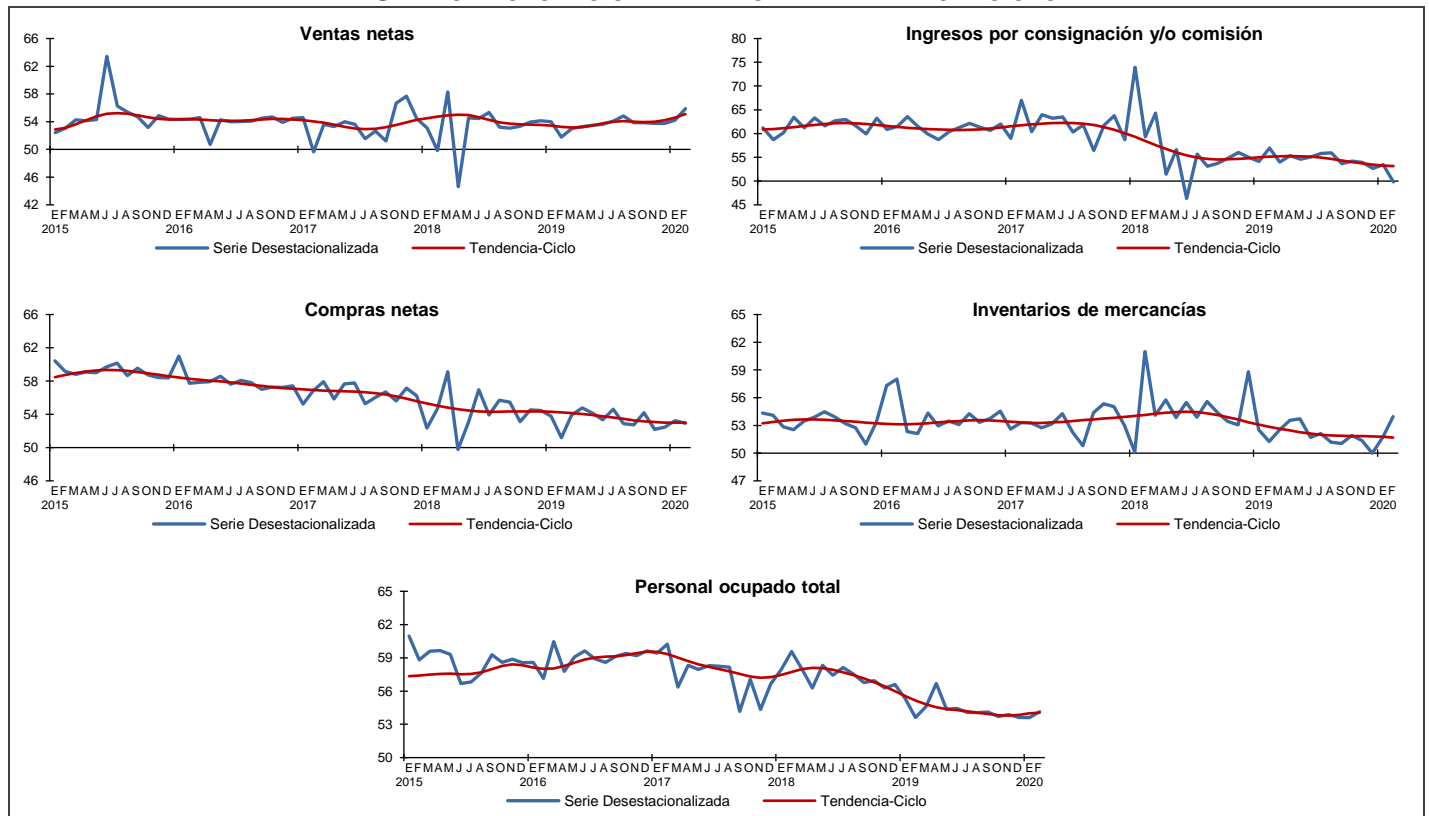 Ventas netas
66
62
58
54
50
46
42
E F M A M J J A S O N D E F M A M J J A S O N D E F M A M J J A S O N D E F M A M J J A S O N D E F M A M J J A S O N D E F
2015 2016 2017 2018 2019 2020
Serie Desestacionalizada Tendencia-Ciclo
Ingresos por consignación y/o comisión
80
75
70
65
60
55
50
45
E F M A M J J A S O N D E F M A M J J A S O N D E F M A M J J A S O N D E F M A M J J A S O N D E F M A M J J A S O N D E F
2015 2016 2017 2018 2019 2020
Serie Desestacionalizada Tendencia-Ciclo
Compras netas
66
62
58
54
50
46
E F M A M J J A S O N D E F M A M J J A S O N D E F M A M J J A S O N D E F M A M J J A S O N D E F M A M J J A S O N D E F
2015 2016 2017 2018 2019 2020
Serie Desestacionalizada Tendencia-Ciclo
Inventarios de mercancías
65
62
59
56
53
50
47
E F M A M J J A S O N D E F M A M J J A S O N D E F M A M J J A S O N D E F M A M J J A S O N D E F M A M J J A S O N D E F
2015 2016 2017 2018 2019 2020
Serie Desestacionalizada Tendencia-Ciclo
Personal ocupado total
65
62
59
56
53
50
E F M A M J J A S O N D E F M A M J J A S O N D E F M A M J J A S O N D E F M A M J J A S O N D E F M A M J J A S O N D E F
2015 2016 2017 2018 2019 2020
Serie Desestacionalizada Tendencia-Ciclo